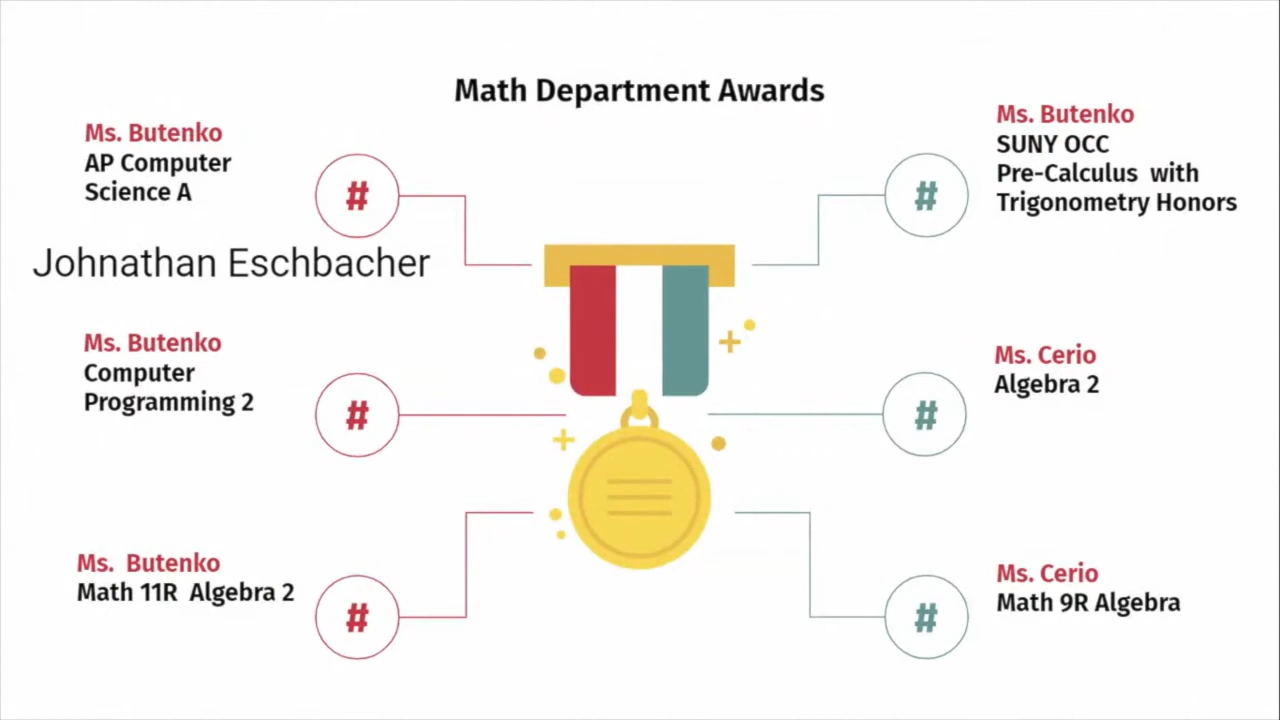 Math Department Awards
Ms. Butenko
AP Computer
Science A
#
Johnathan Eschbacher
Ms. Butenko
Computer
Programming 2
#
Ms. Butenko
Math 11R Algebra 2
#
Ms. Butenko
SUNY OCC
Pre-Calculus with
Trigonometry Honors
#
Ms. Cerio
Algebra 2
#
Ms. Cerio
Math 9R Algebra
#